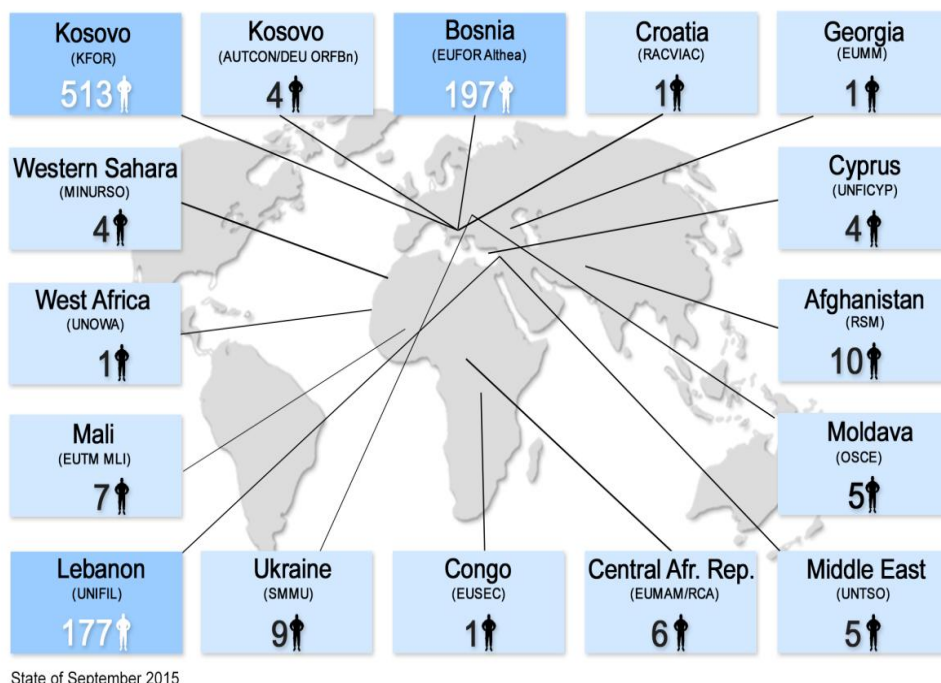 Kosovo
(KFOR)
513
Kosovo
(AUTCON/DEU ORFBn)
4
Bosnia
(EUFOR Althea)
197
Croatia
(RACVIAC)
1
Georgia
(EUMM)
1
Western Sahara
(MINURSO)
4
Cyprus
(UNFICYP)
4
West Africa
(UNOWA)
1
Afghanistan
(RSM)
10
Mali
(EUTM MLI)
7
Moldava
(OSCE)
5
Lebanon
(UNIFIL)
177
Ukraine
(SMMU)
9
Congo
(EUSEC)
1
Central Afr. Rep.
(EUMAM/RCA)
6
Middle East
(UNTSO)
5
State of September 2015